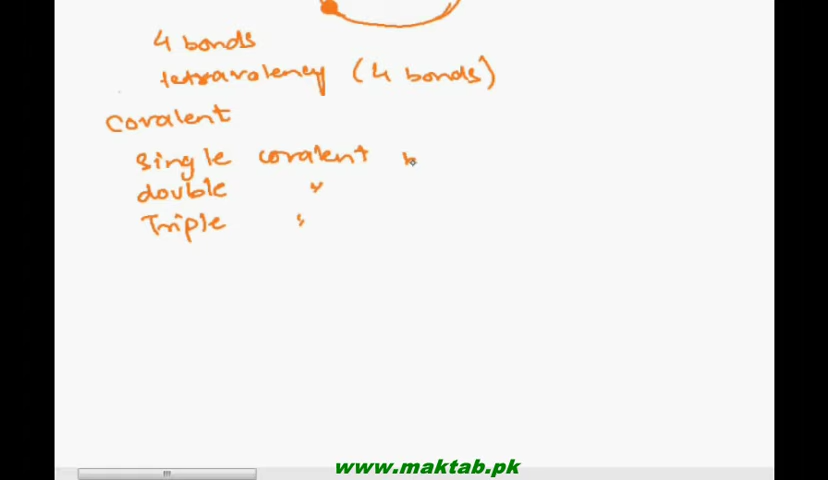 4 bonds
tetravalency (4 bonds)
Covalent
single covalent b
double "
Triple "
www.maktab.pk